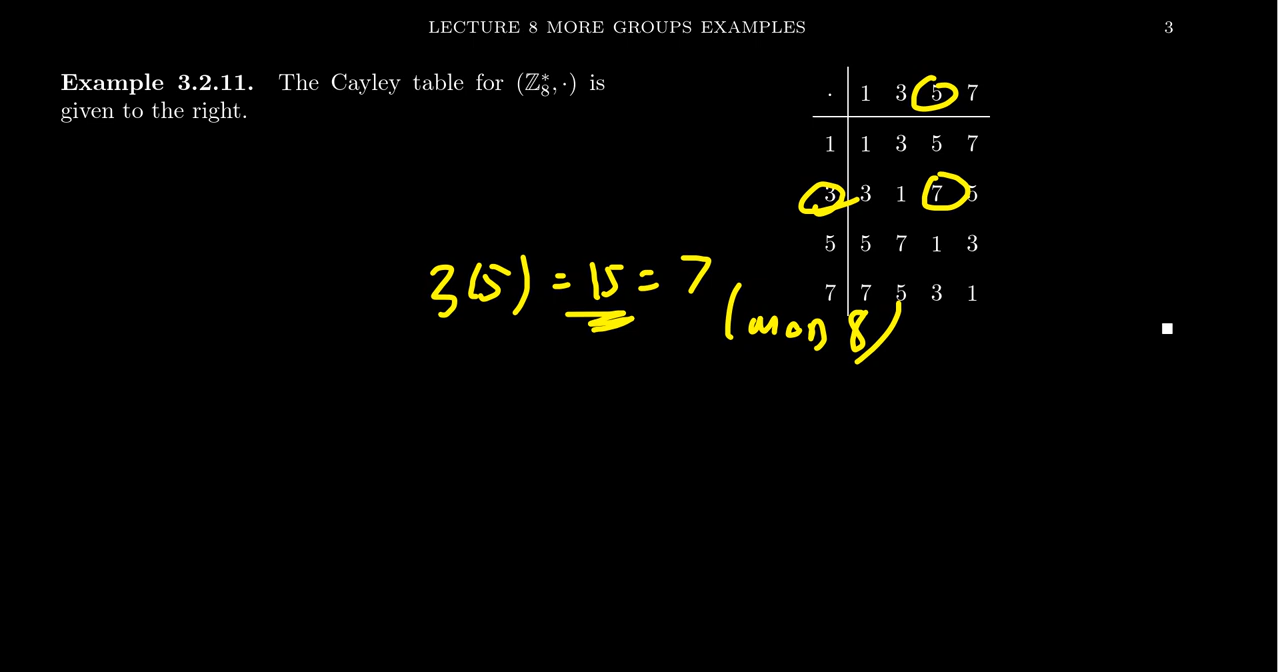 LECTURE 8 MORE GROUPS EXAMPLES 3
Example 3.2.11. The Cayley table for (ℤ₈*, ·) is
given to the right.
· 1 3 5 7
1 1 3 5 7
3 3 1 7 5
5 5 7 1 3
7 7 5 3 1
3(5) = 15 = 7
(mod 8)